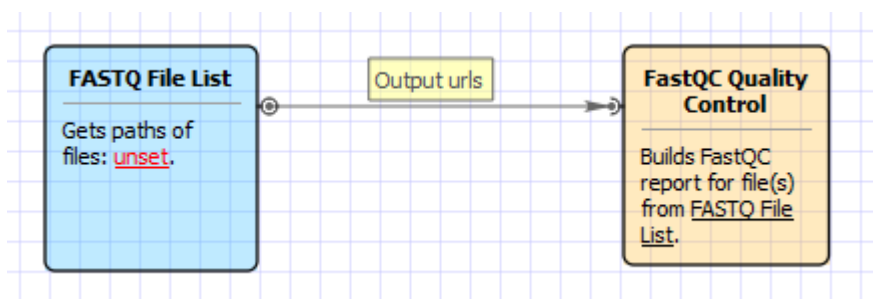 FASTQ File List
Gets paths of
files: unset.
Output urls
FastQC Quality
Control
Builds FastQC
report for file(s)
from FASTQ File
List.